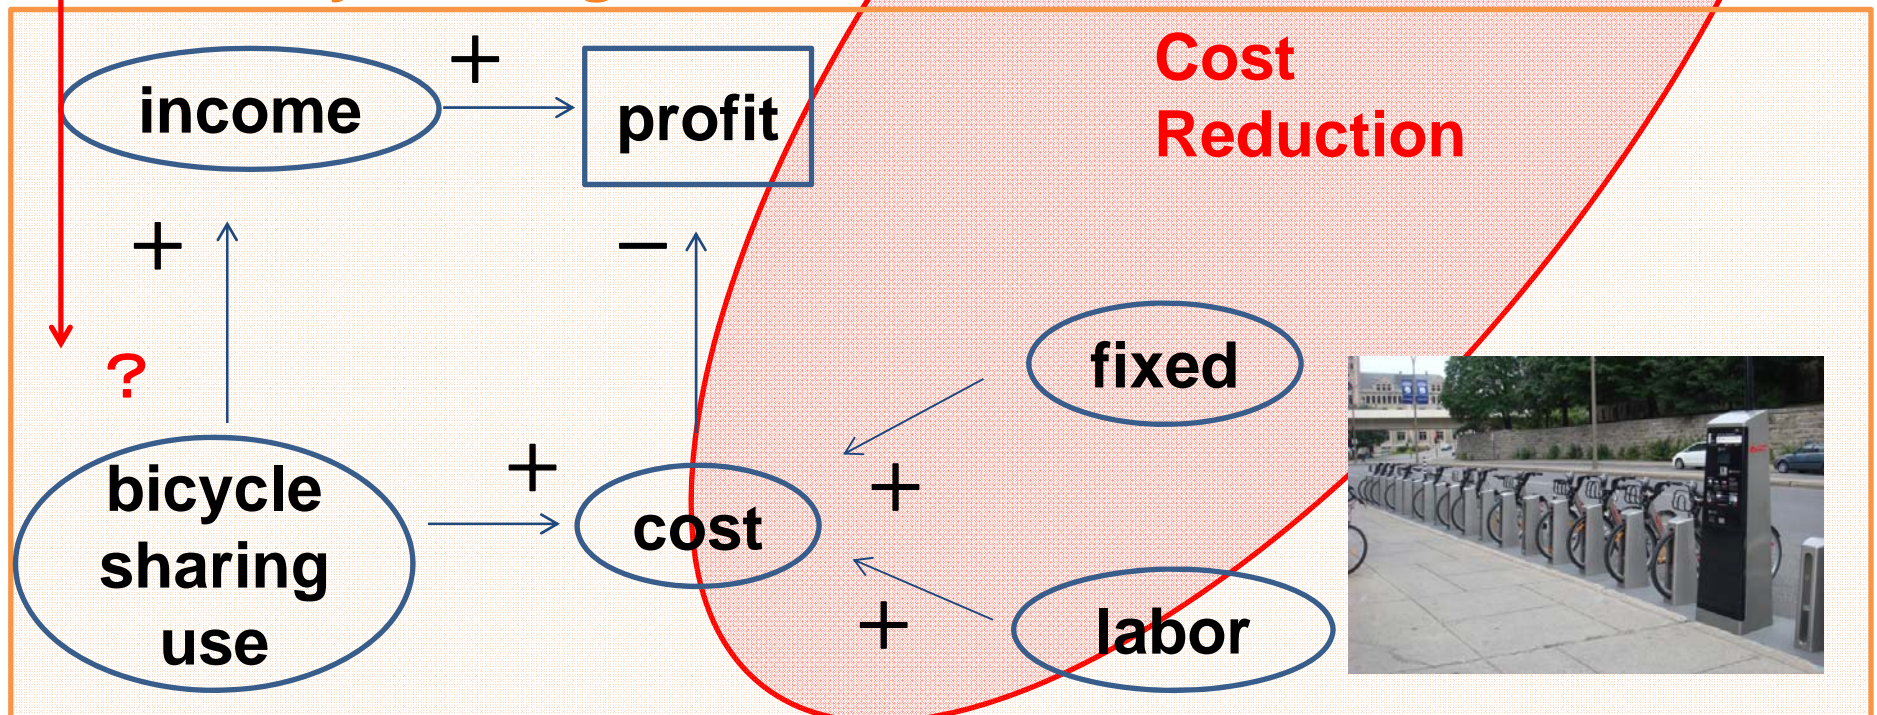 Cost
Reduction
+
income
profit
+
−
?
fixed
bicycle
sharing
use
+
cost
+
+
labor